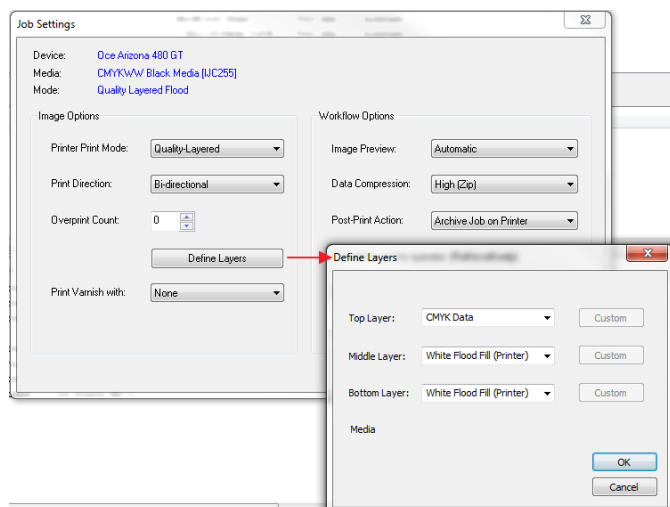 Job Settings
Device: Oce Arizona 480 GT
Media: CMYKWW Black Media [IJC255]
Mode: Quality Layered Flood
Image Options
Printer Print Mode: Quality-Layered
Print Direction: Bi-directional
Overprint Count: 0
Define Layers
Print Varnish with: None
Workflow Options
Image Preview: Automatic
Data Compression: High (Zip)
Post-Print Action: Archive Job on Printer
Define Layers
Top Layer: CMYK Data Custom
Middle Layer: White Flood Fill (Printer) Custom
Bottom Layer: White Flood Fill (Printer) Custom
Media
OK
Cancel